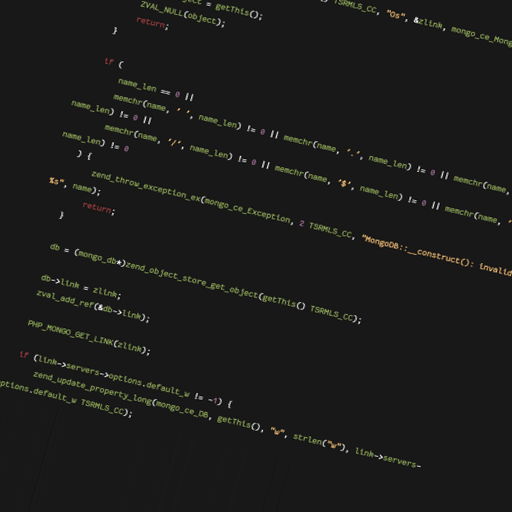 ject = getThis();
TSRMLS_CC, "Os", &zlink, mongo_ce_Mong
ZVAL_NULL(object);
return;
}
if (
name_len == 0 ||
memchr(name, ' ', name_len) != 0 || memchr(name, '.', name_len) != 0 || memchr(name,
name_len) != 0 ||
memchr(name, '/', name_len) != 0 || memchr(name, '$', name_len) != 0 || memchr(name, '
name_len) != 0
) {
zend_throw_exception_ex(mongo_ce_Exception, 2 TSRMLS_CC, "MongoDB::__construct(): invalid
%s", name);
return;
}
db = (mongo_db*)zend_object_store_get_object(getThis() TSRMLS_CC);
db->link = zlink;
zval_add_ref(&db->link);
PHP_MONGO_GET_LINK(zlink);
if (link->servers->options.default_w != -1) {
zend_update_property_long(mongo_ce_DB, getThis(), "w", strlen("w"), link->servers-
ptions.default_w TSRMLS_CC);